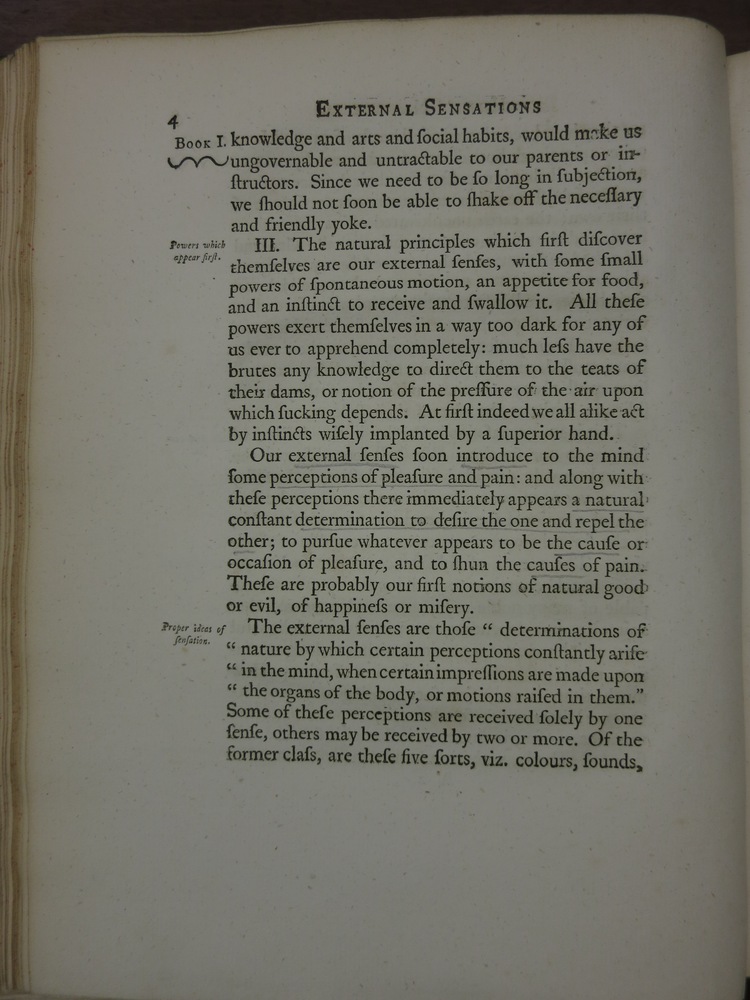 4
EXTERNAL SENSATIONS
BOOK I. knowledge and arts and ſocial habits, would make us
ungovernable and untractable to our parents or in-
ſtructors. Since we need to be ſo long in ſubjection,
we ſhould not ſoon be able to ſhake off the neceſſary
and friendly yoke.
Powers which
appear firſt.
III. The natural principles which firſt diſcover
themſelves are our external ſenſes, with ſome ſmall
powers of ſpontaneous motion, an appetite for food,
and an inſtinct to receive and ſwallow it. All theſe
powers exert themſelves in a way too dark for any of
us ever to apprehend completely: much leſs have the
brutes any knowledge to direct them to the teats of
their dams, or notion of the preſſure of the air upon
which ſucking depends. At firſt indeed we all alike act
by inſtincts wiſely implanted by a ſuperior hand.
Our external ſenſes ſoon introduce to the mind
ſome perceptions of pleaſure and pain: and along with
theſe perceptions there immediately appears a natural
conſtant determination to deſire the one and repel the
other; to purſue whatever appears to be the cauſe or
occaſion of pleaſure, and to ſhun the cauſes of pain.
Theſe are probably our firſt notions of natural good
or evil, of happineſs or miſery.
Proper ideas of
ſenſation.
The external ſenſes are thoſe “ determinations of
“ nature by which certain perceptions conſtantly ariſe
“ in the mind, when certain impreſſions are made upon
“ the organs of the body, or motions raiſed in them.”
Some of theſe perceptions are received ſolely by one
ſenſe, others may be received by two or more. Of the
former claſs, are theſe five ſorts, viz. colours, ſounds,